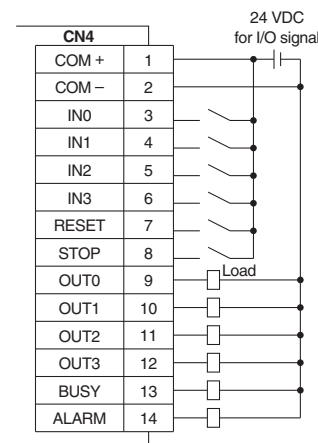 24 VDC
for I/O signal
CN4
COM + 1
COM – 2
IN0 3
IN1 4
IN2 5
IN3 6
RESET 7
STOP 8
OUT0 9
Load
OUT1 10
OUT2 11
OUT3 12
BUSY 13
ALARM 14